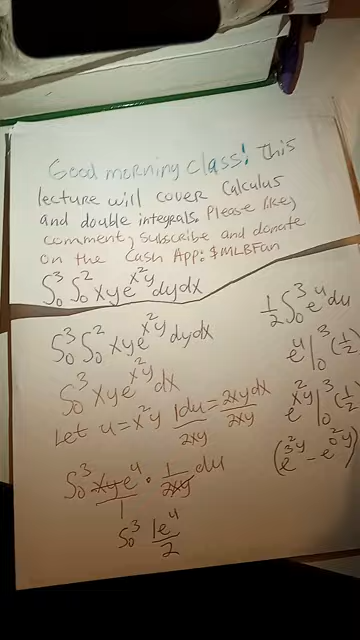 Good morning class! This
lecture will cover Calculus
and double integrals. Please like,
comment, subscribe and donate
on the Cash App: $MLBFan
∫₀³ ∫₀² xye^(x²y) dydx
∫₀³ ∫₀² xye^(x²y) dydx
∫₀³ xye^(x²y) dx
Let u = x²y 1du/2xy = 2xydx/2xy
∫₀³ xye^u/1 · 1/2xy du
∫₀³ 1e^u/2
1/2 ∫₀³ e^u du
e^u |₀³ (1/2)
e^(x²y) |₀³ (1/2)
(e^(3²y) - e^(0²y))